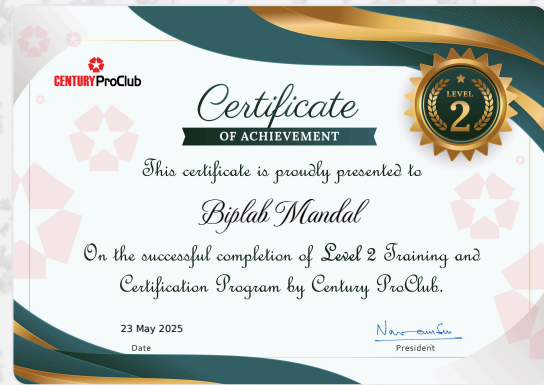 CENTURY ProClub
LEVEL
2
Certificate
OF ACHIEVEMENT
This certificate is proudly presented to
Biplab Mandal
On the successful completion of Level 2 Training and
Certification Program by Century ProClub.
23 May 2025
Date
President